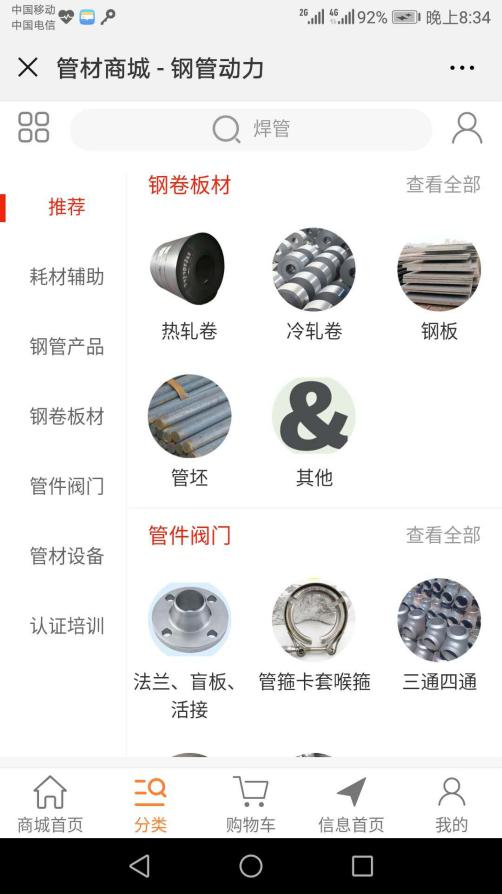 中国移动
中国电信
2G 4G 92% 晚上8:34
管材商城 - 钢管动力
焊管
推荐
耗材辅助
钢管产品
钢卷板材
管件阀门
管材设备
认证培训
钢卷板材 查看全部
热轧卷 冷轧卷 钢板
&
管坯 其他
管件阀门 查看全部
法兰、盲板、 管箍卡套喉箍 三通四通
活接
商城首页 分类 购物车 信息首页 我的